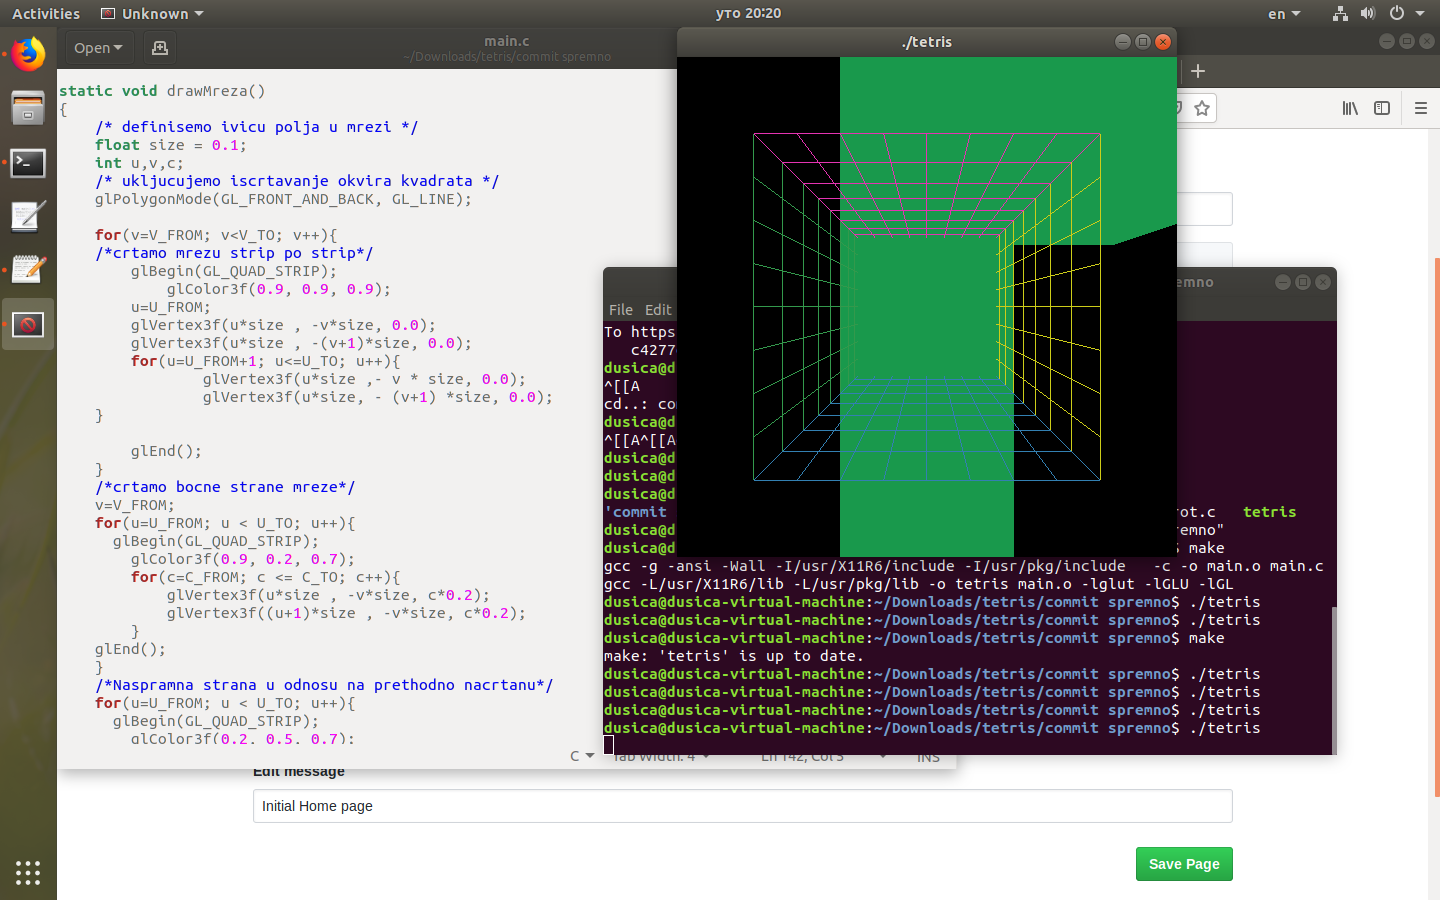 Activities
Unknown
уто 20:20
en
Open
main.c
~/Downloads/tetris/commit spremno
static void drawMreza()
{
/* definisemo ivicu polja u mrezi */
float size = 0.1;
int u,v,c;
/* ukljucujemo iscrtavanje okvira kvadrata */
glPolygonMode(GL_FRONT_AND_BACK, GL_LINE);
for(v=V_FROM; v<V_TO; v++){
/*crtamo mrezu strip po strip*/
glBegin(GL_QUAD_STRIP);
glColor3f(0.9, 0.9, 0.9);
u=U_FROM;
glVertex3f(u*size , -v*size, 0.0);
glVertex3f(u*size , -(v+1)*size, 0.0);
for(u=U_FROM+1; u<=U_TO; u++){
glVertex3f(u*size ,- v * size, 0.0);
glVertex3f(u*size, - (v+1) *size, 0.0);
}
glEnd();
}
/*crtamo bocne strane mreze*/
v=V_FROM;
for(u=U_FROM; u < U_TO; u++){
glBegin(GL_QUAD_STRIP);
glColor3f(0.9, 0.2, 0.7);
for(c=C_FROM; c <= C_TO; c++){
glVertex3f(u*size , -v*size, c*0.2);
glVertex3f((u+1)*size , -v*size, c*0.2);
}
glEnd();
}
/*Naspramna strana u odnosu na prethodno nacrtanu*/
for(u=U_FROM; u < U_TO; u++){
glBegin(GL_QUAD_STRIP);
glColor3f(0.2, 0.5, 0.7);
C
Tab Width: 4
Ln 142, Col 3
INS
./tetris
emno
File Edit
To https
c4277
dusica@d
^[[A
cd..: co
dusica@d
^[[A^[[A
dusica@d
dusica@d
dusica@d
'commit rot.c tetris
dusica@d remno"
dusica@d $ make
gcc -g -ansi -Wall -I/usr/X11R6/include -I/usr/pkg/include -c -o main.o main.c
gcc -L/usr/X11R6/lib -L/usr/pkg/lib -o tetris main.o -lglut -lGLU -lGL
dusica@dusica-virtual-machine:~/Downloads/tetris/commit spremno$ ./tetris
dusica@dusica-virtual-machine:~/Downloads/tetris/commit spremno$ ./tetris
dusica@dusica-virtual-machine:~/Downloads/tetris/commit spremno$ make
make: 'tetris' is up to date.
dusica@dusica-virtual-machine:~/Downloads/tetris/commit spremno$ ./tetris
dusica@dusica-virtual-machine:~/Downloads/tetris/commit spremno$ ./tetris
dusica@dusica-virtual-machine:~/Downloads/tetris/commit spremno$ ./tetris
dusica@dusica-virtual-machine:~/Downloads/tetris/commit spremno$ ./tetris
Edit message
Initial Home page
Save Page